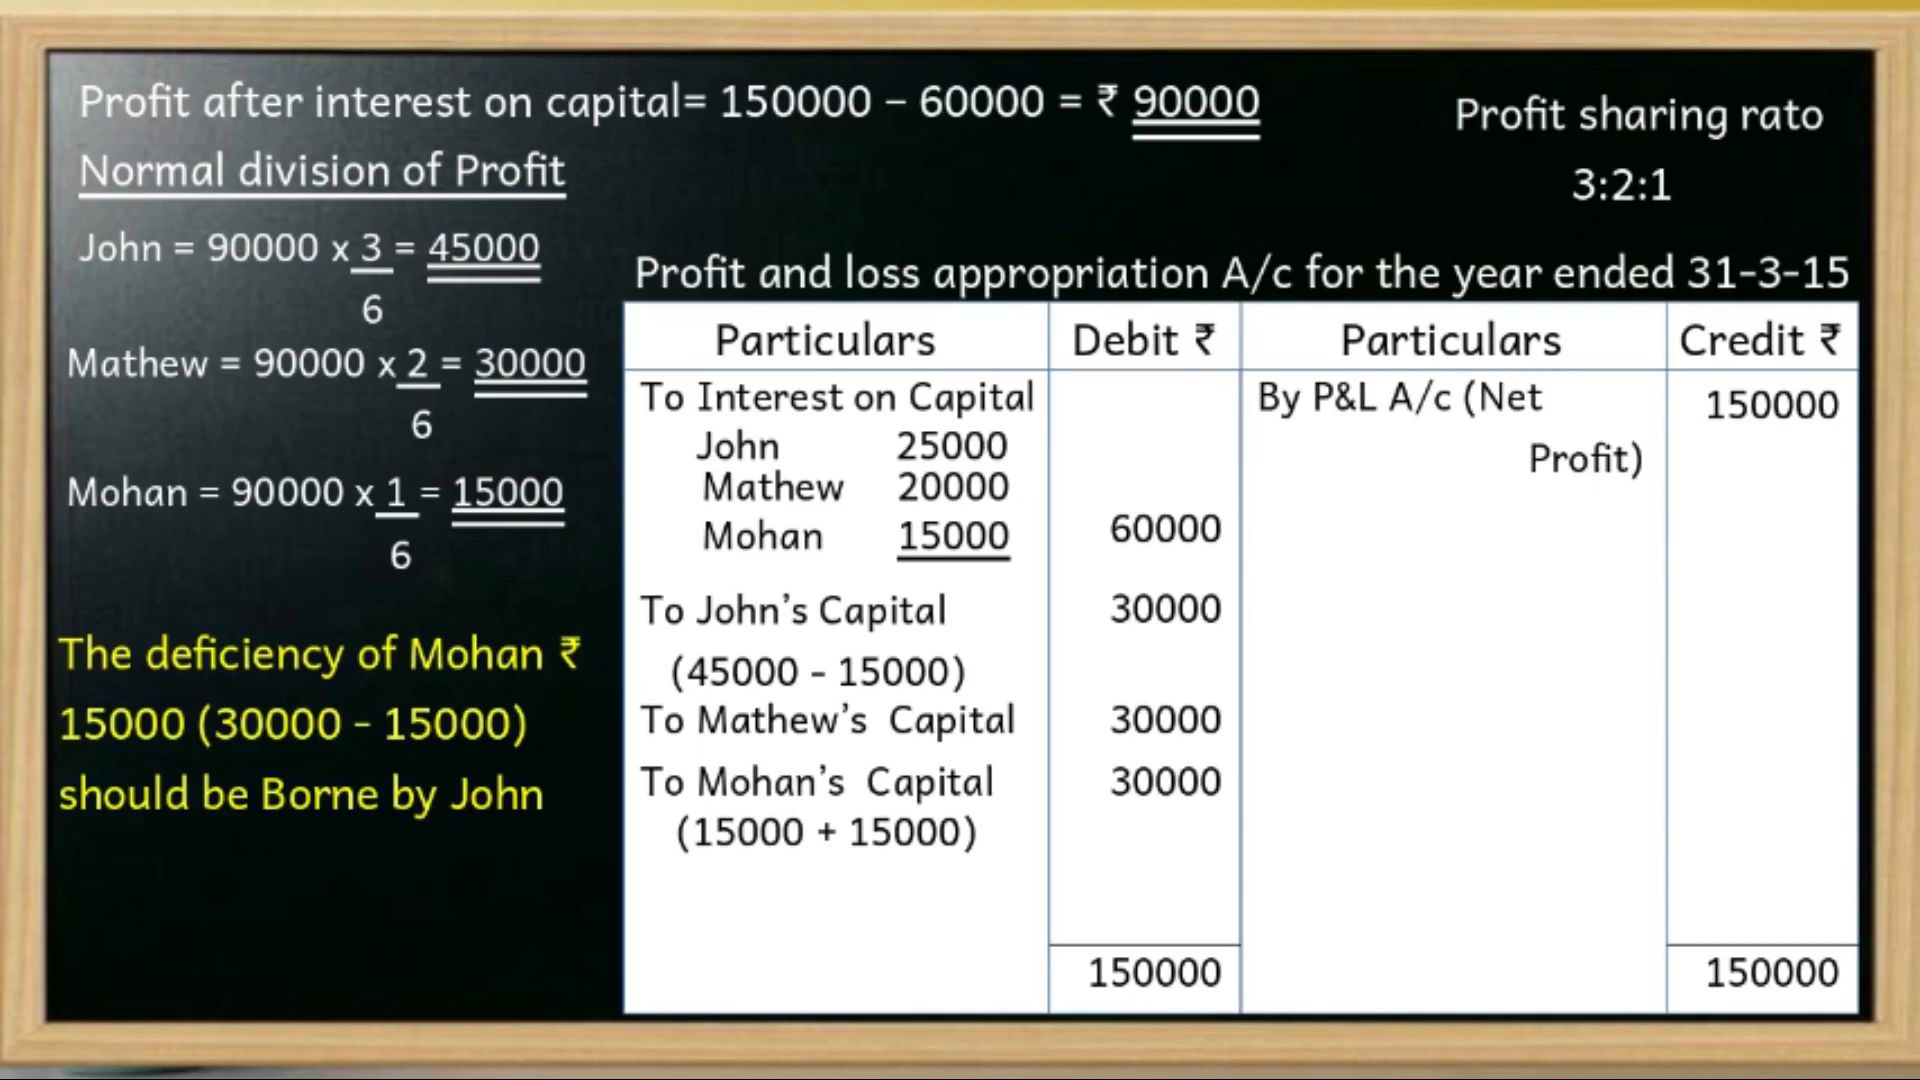 Profit after interest on capital= 150000 – 60000 = ₹ 90000
Profit sharing rato
3:2:1
Normal division of Profit
John = 90000 x 3 = 45000
6
Mathew = 90000 x 2 = 30000
6
Mohan = 90000 x 1 = 15000
6
The deficiency of Mohan ₹
15000 (30000 - 15000)
should be Borne by John
Profit and loss appropriation A/c for the year ended 31-3-15
Particulars Debit ₹ Particulars Credit ₹
To Interest on Capital By P&L A/c (Net 150000
John 25000 Profit)
Mathew 20000
Mohan 15000 60000
To John’s Capital 30000
(45000 - 15000)
To Mathew’s Capital 30000
To Mohan’s Capital 30000
(15000 + 15000)
150000 150000